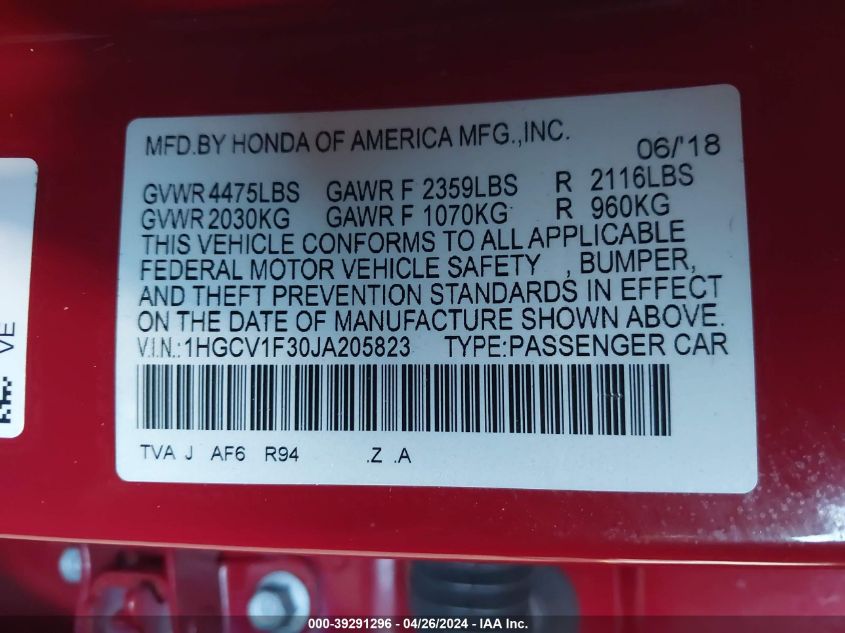 MFD.BY HONDA OF AMERICA MFG.,INC. 06/'18
GVWR 4475LBS GAWR F 2359LBS R 2116LBS
GVWR 2030KG GAWR F 1070KG R 960KG
THIS VEHICLE CONFORMS TO ALL APPLICABLE
FEDERAL MOTOR VEHICLE SAFETY , BUMPER,
AND THEFT PREVENTION STANDARDS IN EFFECT
ON THE DATE OF MANUFACTURE SHOWN ABOVE.
V.I.N.:1HGCV1F30JA205823 TYPE:PASSENGER CAR
TVA J AF6 R94 .Z .A
VE
000-39291296 - 04/26/2024 - IAA Inc.